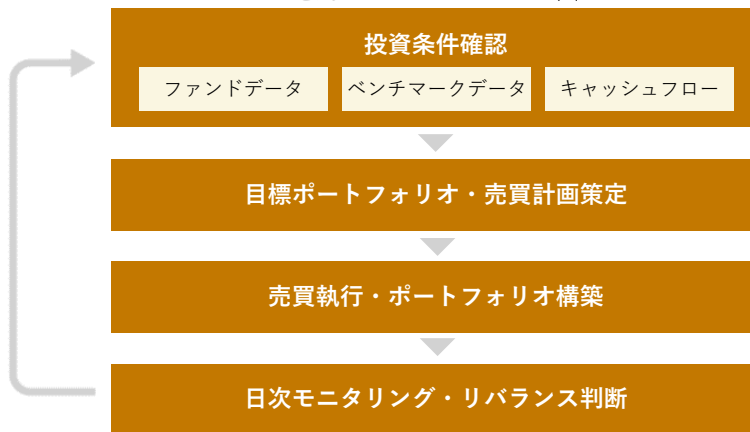 投資条件確認
ファンドデータ ベンチマークデータ キャッシュフロー
目標ポートフォリオ・売買計画策定
売買執行・ポートフォリオ構築
日次モニタリング・リバランス判断